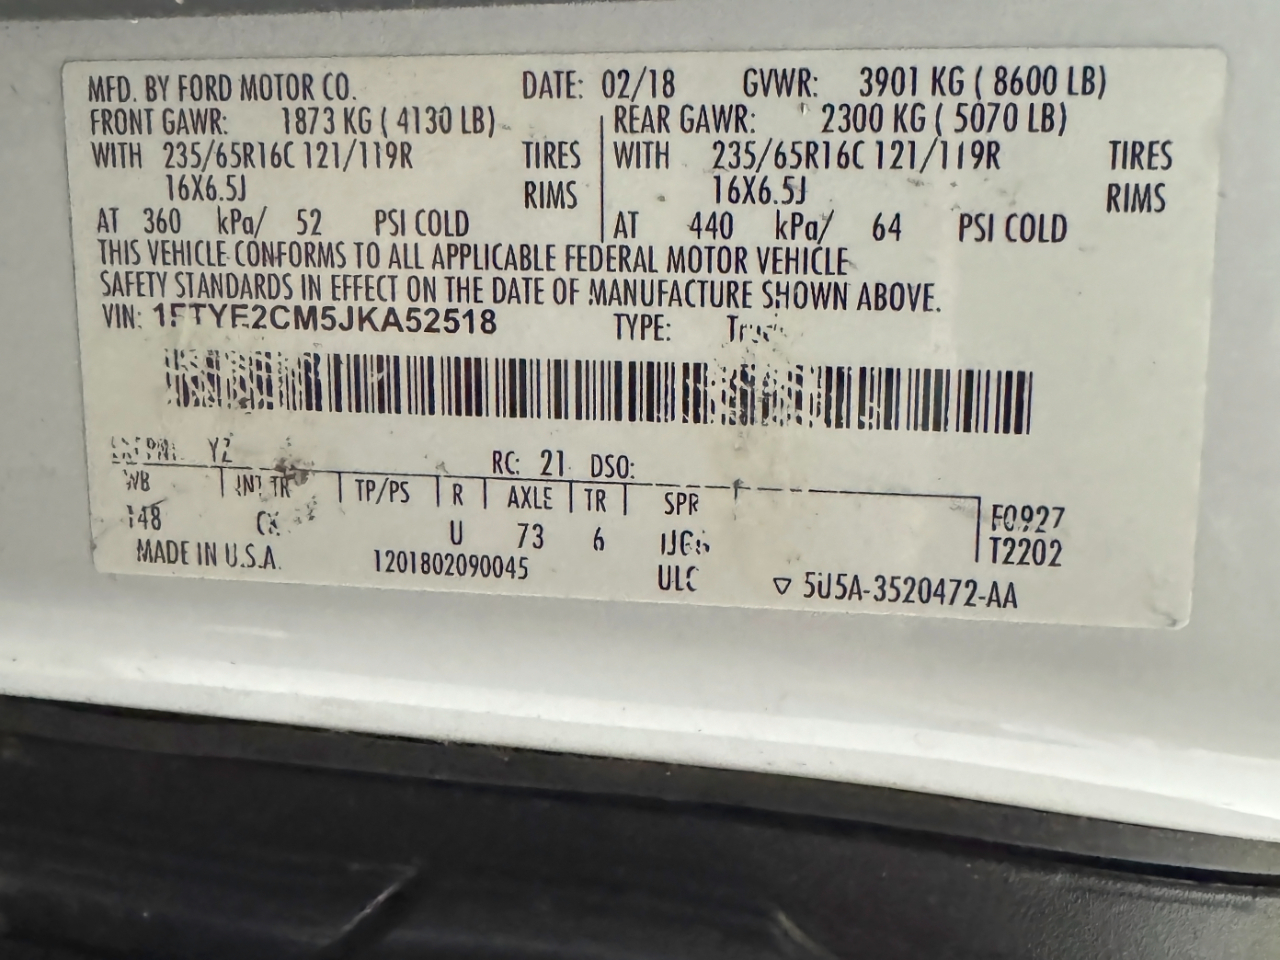 MFD. BY FORD MOTOR CO. DATE: 02/18 GVWR: 3901 KG ( 8600 LB)
FRONT GAWR: 1873 KG ( 4130 LB) REAR GAWR: 2300 KG ( 5070 LB)
WITH 235/65R16C 121/119R TIRES WITH 235/65R16C 121/119R TIRES
16X6.5J RIMS 16X6.5J RIMS
AT 360 kPa/ 52 PSI COLD AT 440 kPa/ 64 PSI COLD
THIS VEHICLE CONFORMS TO ALL APPLICABLE FEDERAL MOTOR VEHICLE
SAFETY STANDARDS IN EFFECT ON THE DATE OF MANUFACTURE SHOWN ABOVE.
VIN: 1FTYE2CM5JKA52518 TYPE: Truck
YZ RC: 21 DSO:
WB INT TR TP/PS R AXLE TR SPR
148 CK U 73 6 F0927
T2202
MADE IN U.S.A. 1201802090045 ULC ▽ 5U5A-3520472-AA